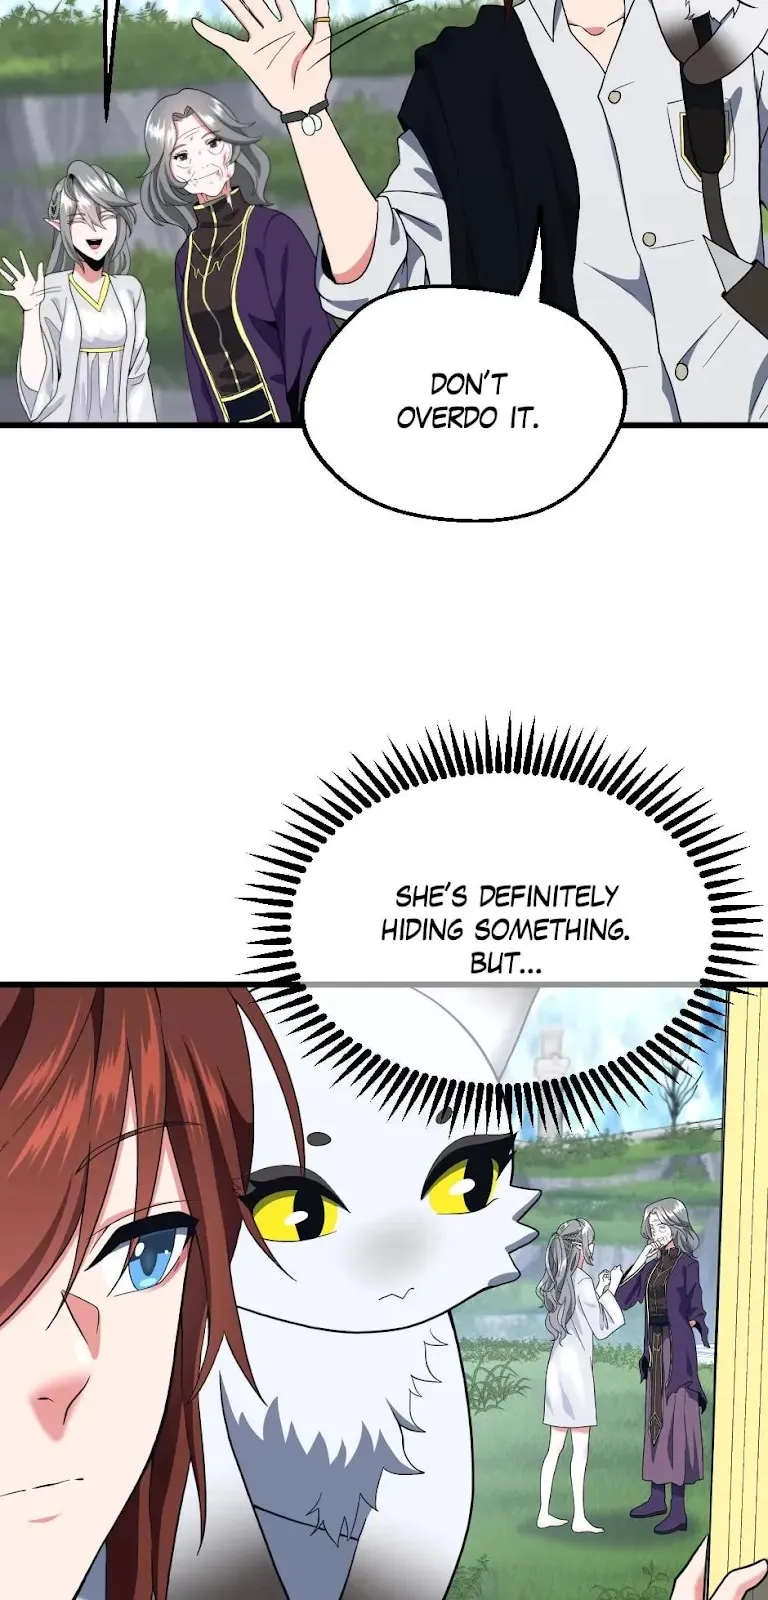 DON'T
OVERDO IT.
SHE'S DEFINITELY
HIDING SOMETHING.
BUT...